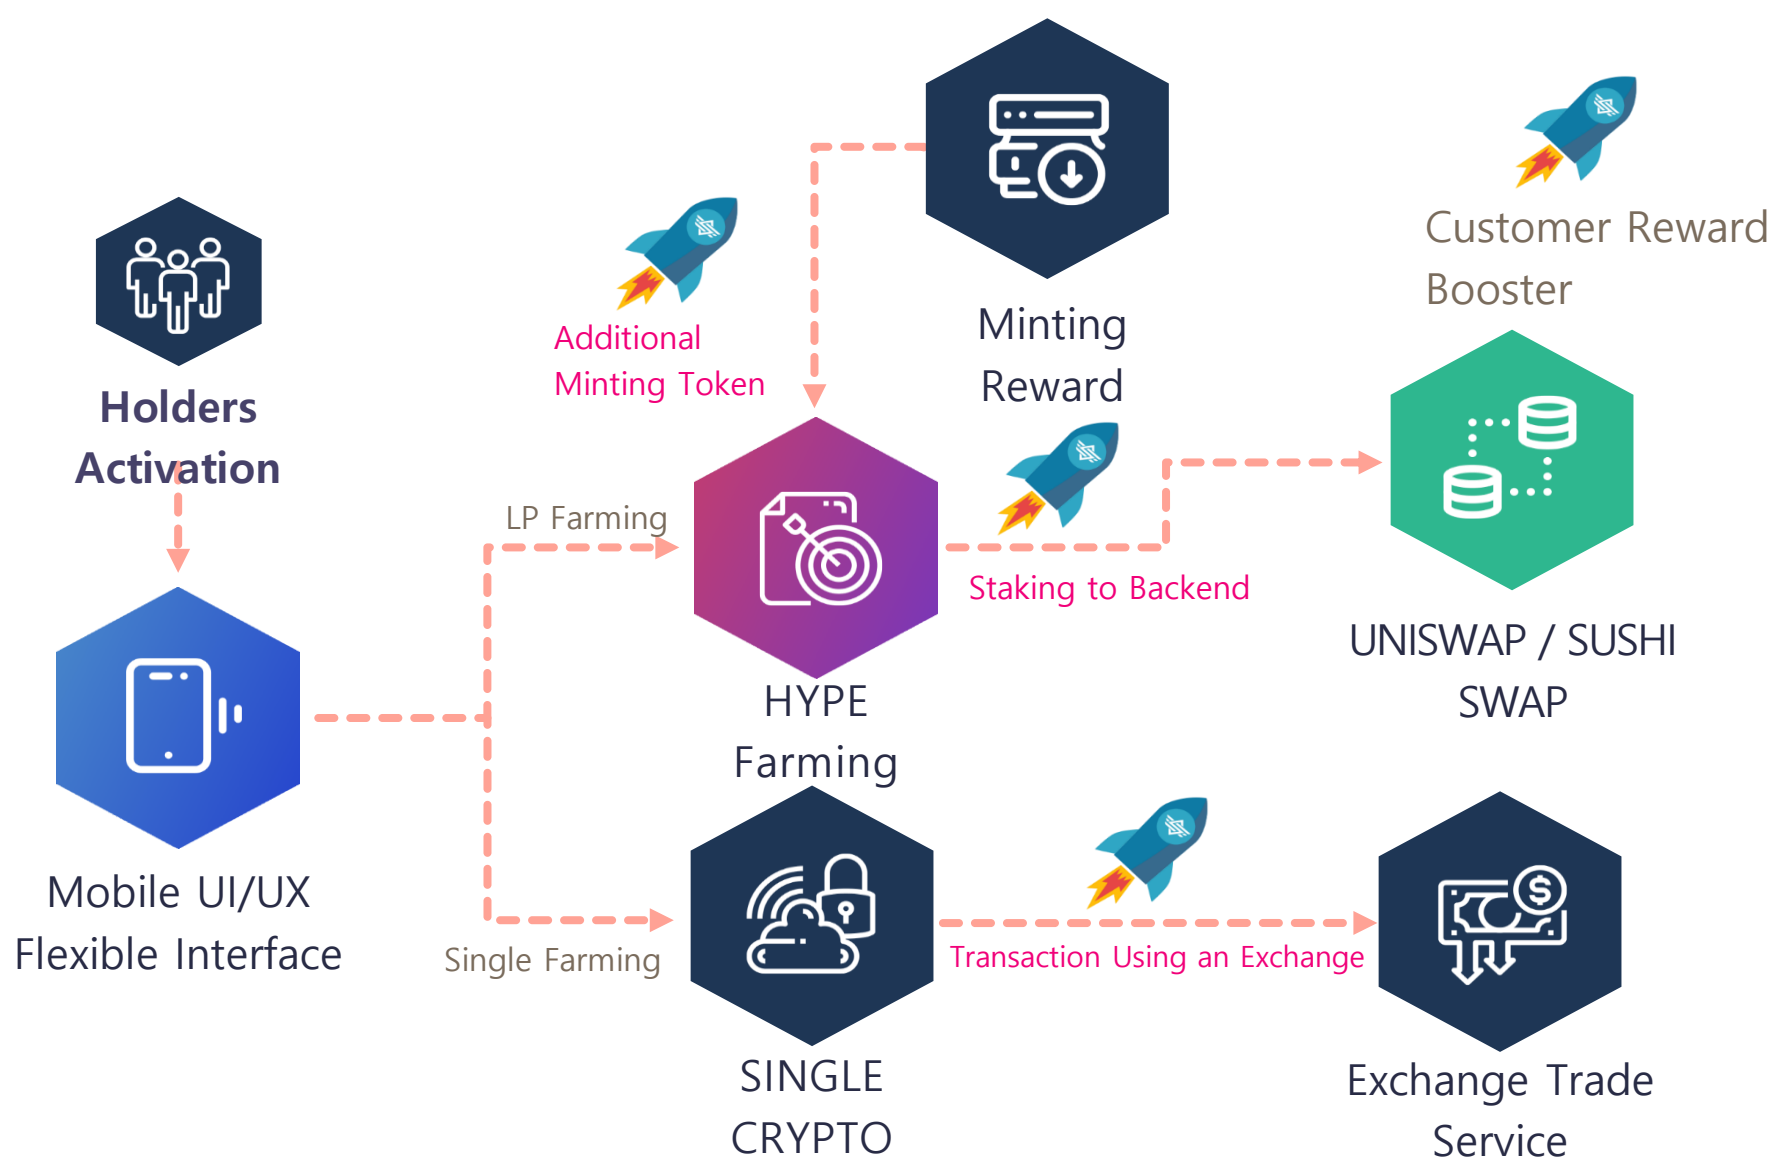 Customer Reward
Booster
Minting
Reward
Additional
Minting Token
Holders
Activation
LP Farming
Staking to Backend
UNISWAP / SUSHI
SWAP
HYPE
Farming
Mobile UI/UX
Flexible Interface
Single Farming
Transaction Using an Exchange
SINGLE
CRYPTO
Exchange Trade
Service